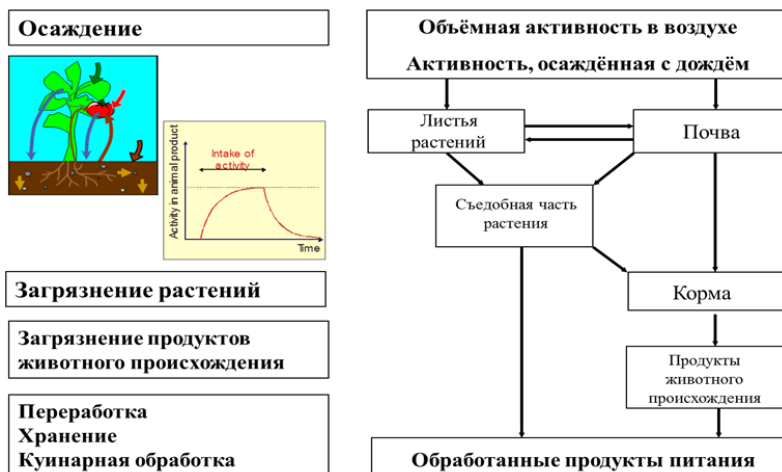 Осаждение
Activity in animal product
Intake of
activity
Time
Загрязнение растений
Загрязнение продуктов
животного происхождения
Переработка
Хранение
Куинарная обработка
Объёмная активность в воздухе
Активность, осаждённая с дождём
Листья
растений
Почва
Съедобная часть
растения
Корма
Продукты
животного
происхождения
Обработанные продукты питания